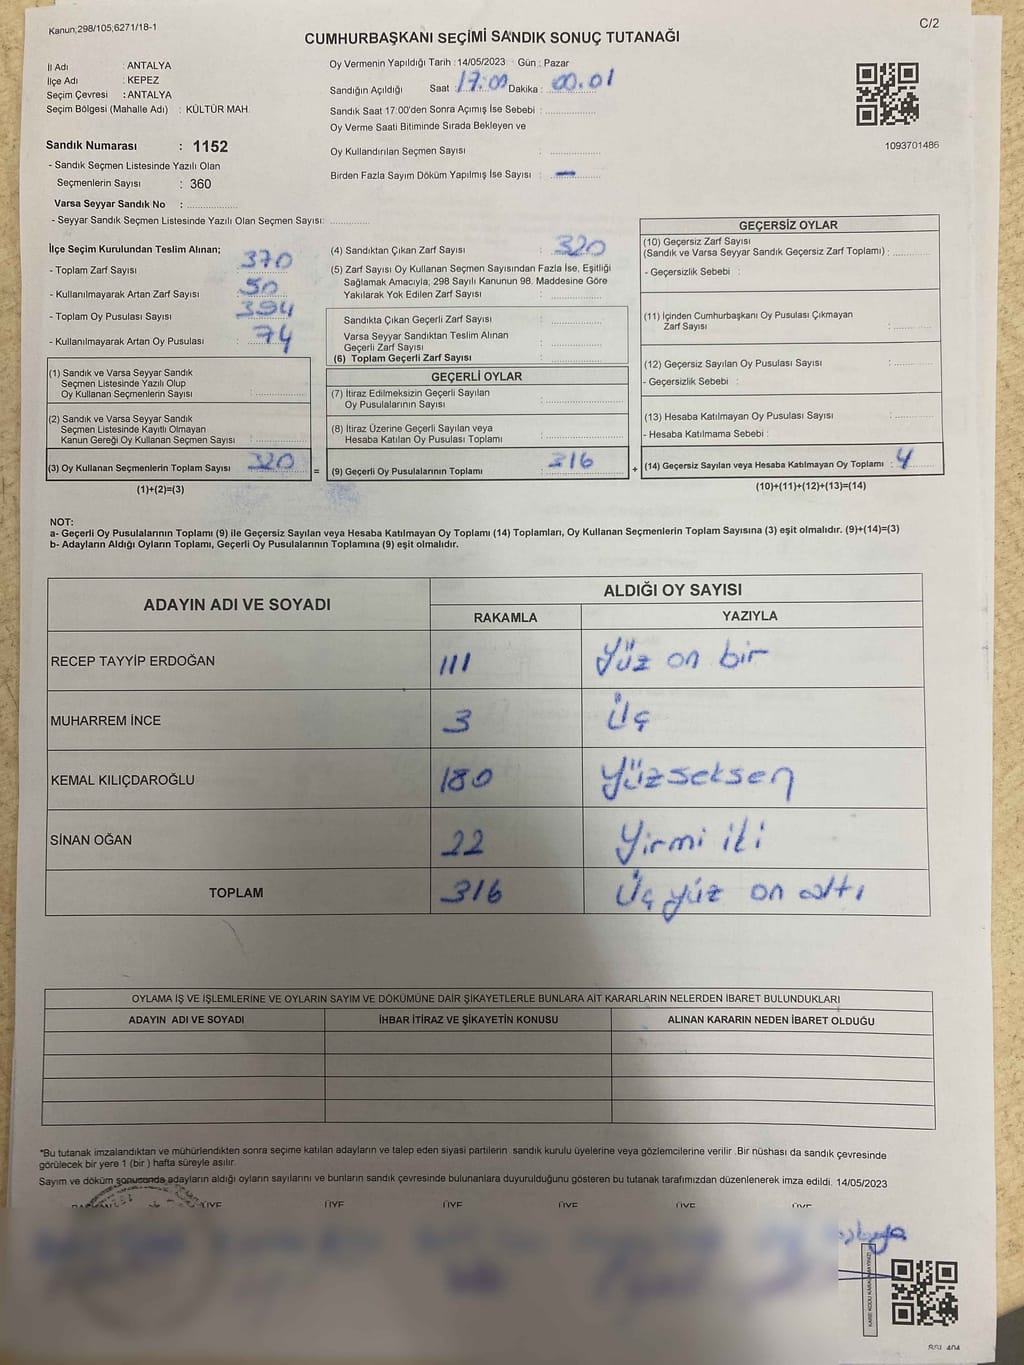 Kanun;298/105;6271/18-1
C/2
CUMHURBAŞKANI SEÇİMİ SANDIK SONUÇ TUTANAĞI
İl Adı : ANTALYA
İlçe Adı : KEPEZ
Seçim Çevresi : ANTALYA
Seçim Bölgesi (Mahalle Adı) : KÜLTÜR MAH.
Oy Vermenin Yapıldığı Tarih : 14/05/2023 Gün : Pazar
Sandığın Açıldığı Saat : 17:00 Dakika : 00.01
Sandık Saat 17:00'den Sonra Açımış İse Sebebi :
Oy Verme Saati Bitiminde Sırada Bekleyen ve
Oy Kullandırılan Seçmen Sayısı :
Birden Fazla Sayım Döküm Yapılmış İse Sayısı : —
1093701486
Sandık Numarası : 1152
- Sandık Seçmen Listesinde Yazılı Olan
Seçmenlerin Sayısı : 360
Varsa Seyyar Sandık No :
- Seyyar Sandık Seçmen Listesinde Yazılı Olan Seçmen Sayısı:
İlçe Seçim Kurulundan Teslim Alınan;
- Toplam Zarf Sayısı : 370
- Kullanılmayarak Artan Zarf Sayısı : 50
- Toplam Oy Pusulası Sayısı : 394
- Kullanılmayarak Artan Oy Pusulası : 74
(1) Sandık ve Varsa Seyyar Sandık
Seçmen Listesinde Yazılı Olup
Oy Kullanan Seçmenlerin Sayısı :
(2) Sandık ve Varsa Seyyar Sandık
Seçmen Listesinde Kayıtlı Olmayan
Kanun Gereği Oy Kullanan Seçmen Sayısı :
(3) Oy Kullanan Seçmenlerin Toplam Sayısı : 320
(1)+(2)=(3)
(4) Sandıktan Çıkan Zarf Sayısı : 320
(5) Zarf Sayısı Oy Kullanan Seçmen Sayısından Fazla İse, Eşitliği
Sağlamak Amacıyla; 298 Sayılı Kanunun 98. Maddesine Göre
Yakılarak Yok Edilen Zarf Sayısı :
Sandıkta Çıkan Geçerli Zarf Sayısı :
Varsa Seyyar Sandıktan Teslim Alınan
Geçerli Zarf Sayısı :
(6) Toplam Geçerli Zarf Sayısı :
GEÇERLİ OYLAR
(7) İtiraz Edilmeksizin Geçerli Sayılan
Oy Pusulalarının Sayısı :
(8) İtiraz Üzerine Geçerli Sayılan veya
Hesaba Katılan Oy Pusulası Toplamı :
= (9) Geçerli Oy Pusulalarının Toplamı : 316
GEÇERSİZ OYLAR
(10) Geçersiz Zarf Sayısı
(Sandık ve Varsa Seyyar Sandık Geçersiz Zarf Toplamı) :
- Geçersizlik Sebebi :
(11) İçinden Cumhurbaşkanı Oy Pusulası Çıkmayan
Zarf Sayısı :
(12) Geçersiz Sayılan Oy Pusulası Sayısı :
- Geçersizlik Sebebi :
(13) Hesaba Katılmayan Oy Pusulası Sayısı :
- Hesaba Katılmama Sebebi :
+ (14) Geçersiz Sayılan veya Hesaba Katılmayan Oy Toplamı : 4
(10)+(11)+(12)+(13)=(14)
NOT:
a- Geçerli Oy Pusulalarının Toplamı (9) ile Geçersiz Sayılan veya Hesaba Katılmayan Oy Toplamı (14) Toplamları, Oy Kullanan Seçmenlerin Toplam Sayısına (3) eşit olmalıdır. (9)+(14)=(3)
b- Adayların Aldığı Oyların Toplamı, Geçerli Oy Pusulalarının Toplamına (9) eşit olmalıdır.
ADAYIN ADI VE SOYADI
ALDIĞI OY SAYISI
RAKAMLA YAZIYLA
RECEP TAYYİP ERDOĞAN 111 Yüz on bir
MUHARREM İNCE 3 Üç
KEMAL KILIÇDAROĞLU 180 Yüzseksen
SİNAN OĞAN 22 Yirmi iki
TOPLAM 316 Üç yüz on altı
OYLAMA İŞ VE İŞLEMLERİNE VE OYLARIN SAYIM VE DÖKÜMÜNE DAİR ŞİKAYETLERLE BUNLARA AİT KARARLARIN NELERDEN İBARET BULUNDUKLARI
ADAYIN ADI VE SOYADI İHBAR İTİRAZ VE ŞİKAYETİN KONUSU ALINAN KARARIN NEDEN İBARET OLDUĞU
*Bu tutanak imzalandıktan ve mühürlendikten sonra seçime katılan adayların ve talep eden siyasi partilerin sandık kurulu üyelerine veya gözlemcilerine verilir .Bir nüshası da sandık çevresinde
görülecek bir yere 1 (bir ) hafta süreyle asılır.
Sayım ve döküm sonucunda adayların aldığı oyların sayılarını ve bunların sandık çevresinde bulunanlara duyurulduğunu gösteren bu tutanak tarafımızdan düzenlenerek imza edildi. 14/05/2023
ÜYE ÜYE ÜYE ÜYE ÜYE ÜYE